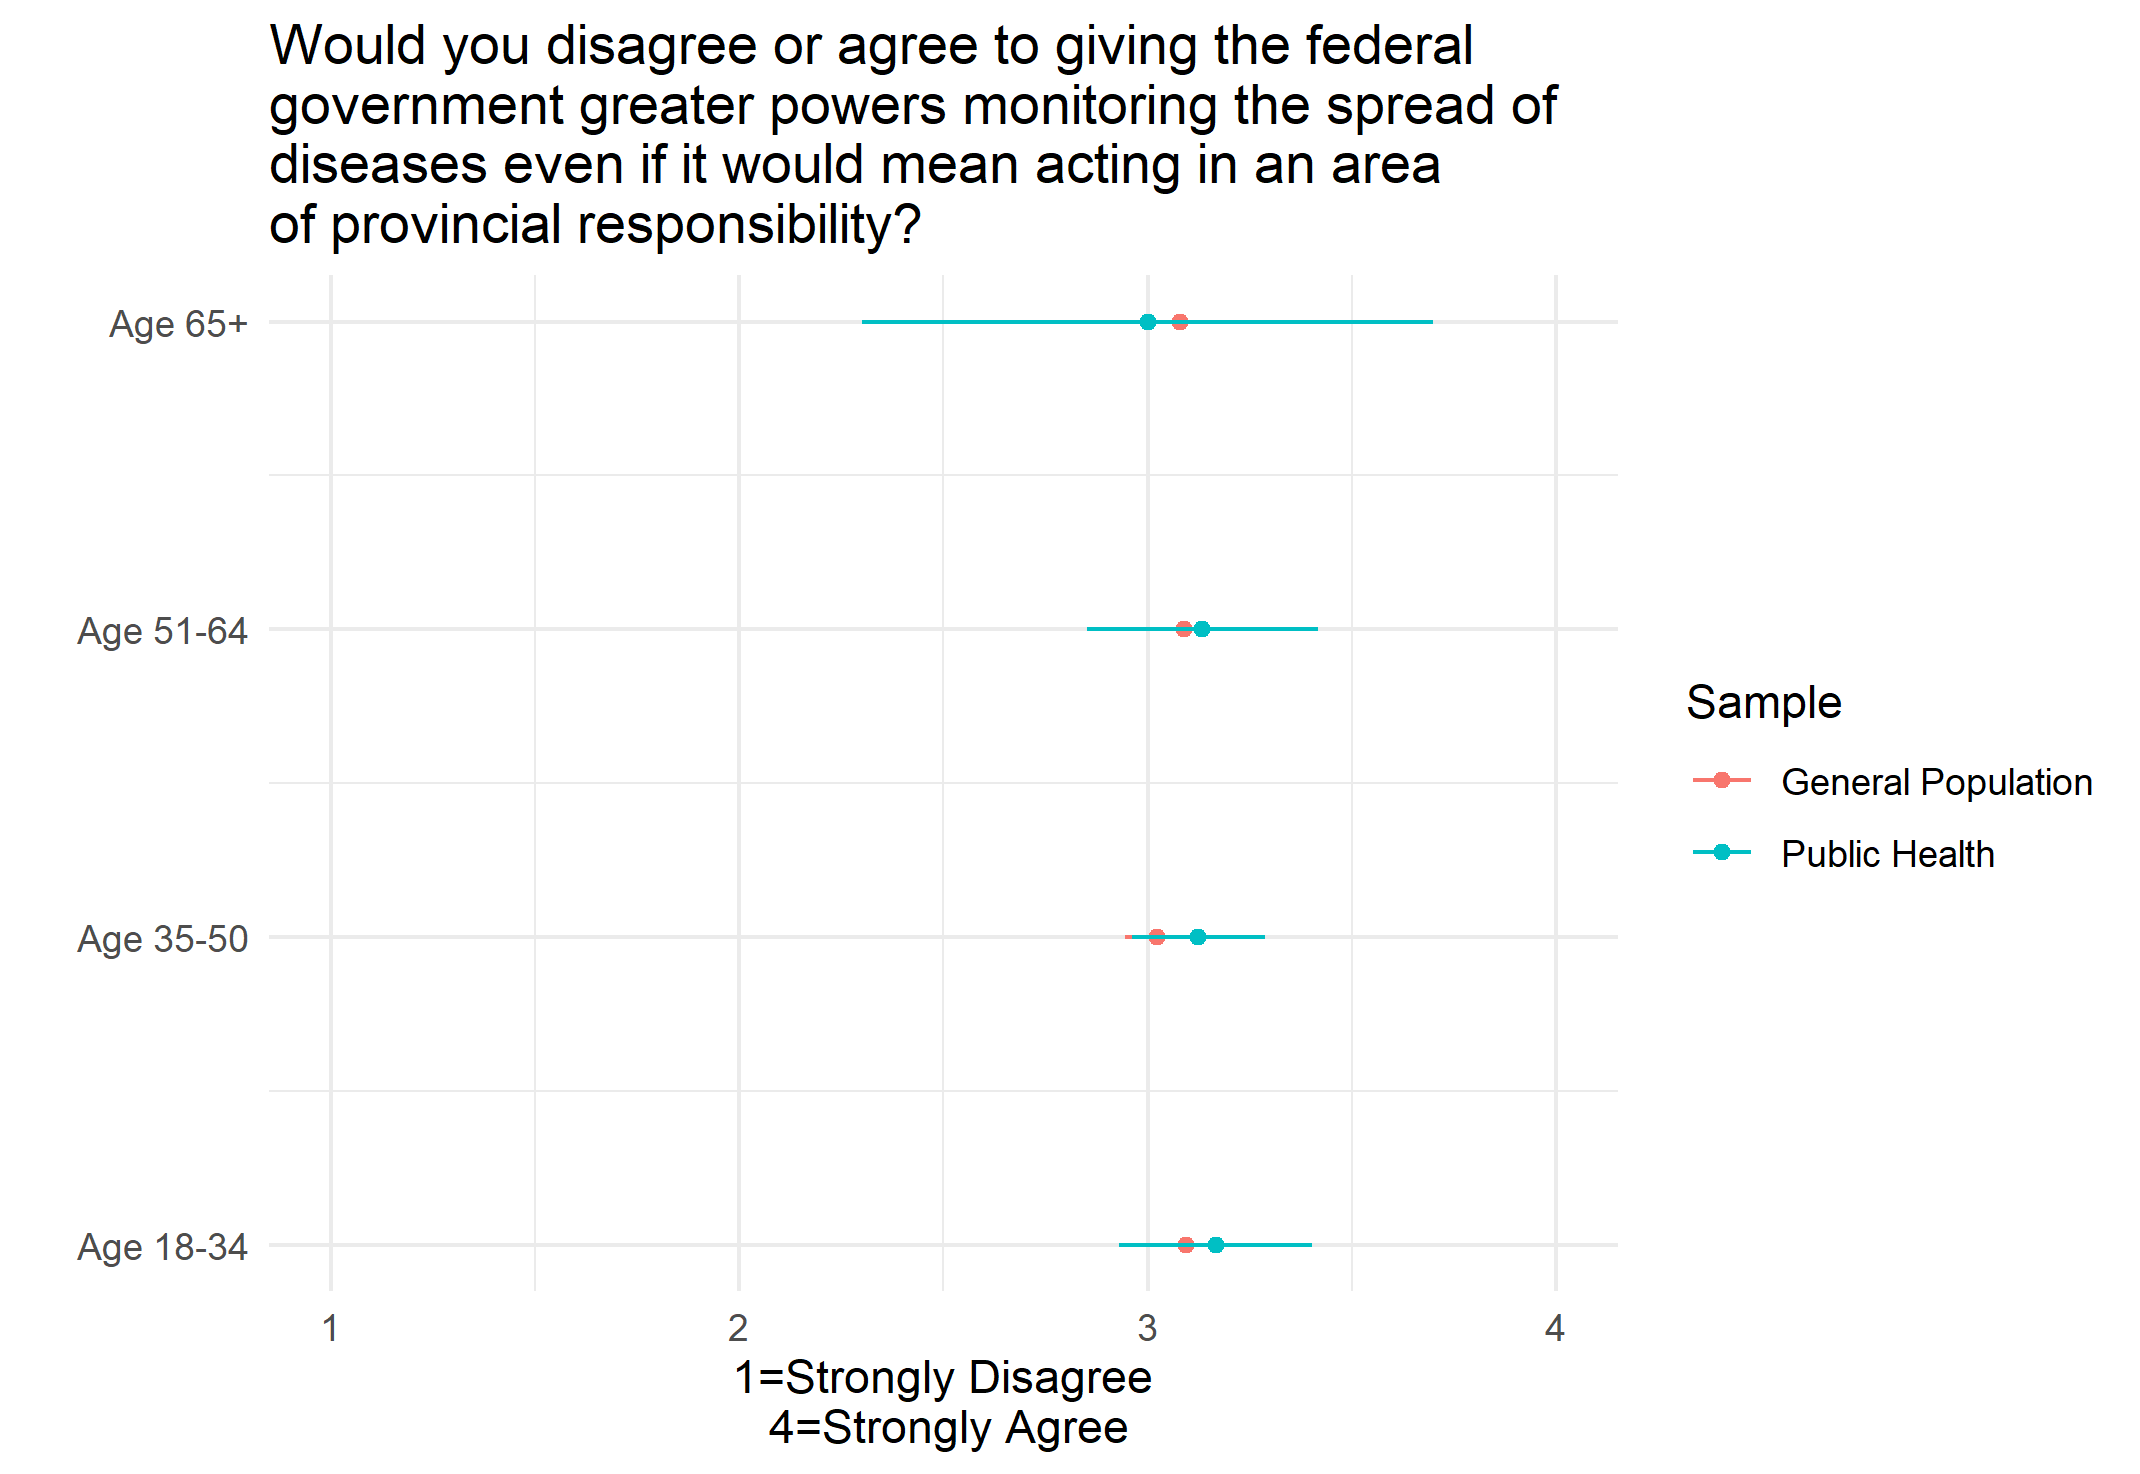 Would you disagree or agree to giving the federal
government greater powers monitoring the spread of
diseases even if it would mean acting in an area
of provincial responsibility?
Age 65+
Age 51-64
Age 35-50
Age 18-34
1
2
3
4
1=Strongly Disagree
4=Strongly Agree
Sample
General Population
Public Health